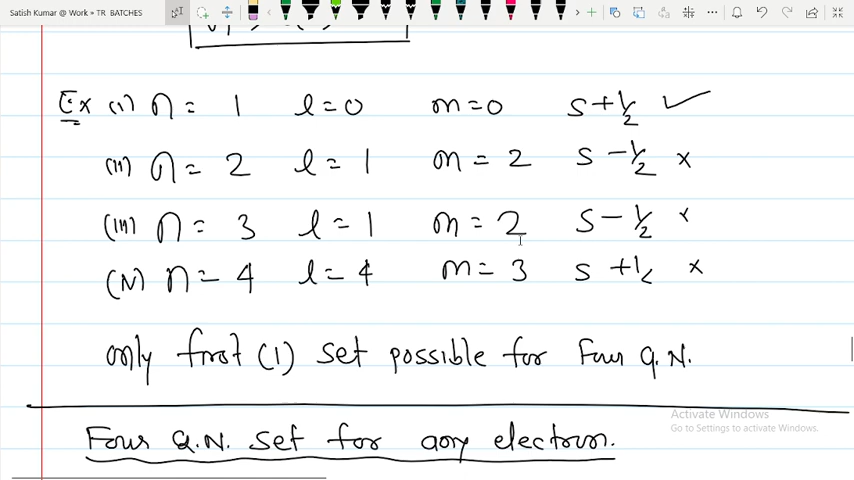 Satish Kumar @ Work » TR BATCHES
Ex (i) n = 1 l = 0 m = 0 s +1/2 ✓
(ii) n = 2 l = 1 m = 2 s -1/2 ×
(iii) n = 3 l = 1 m = 2 s -1/2 ×
(iv) n = 4 l = 4 m = 3 s +1/2 ×
only first (1) set possible for Four Q.N.
Four Q.N. set for any electron.
Activate Windows
Go to Settings to activate Windows.